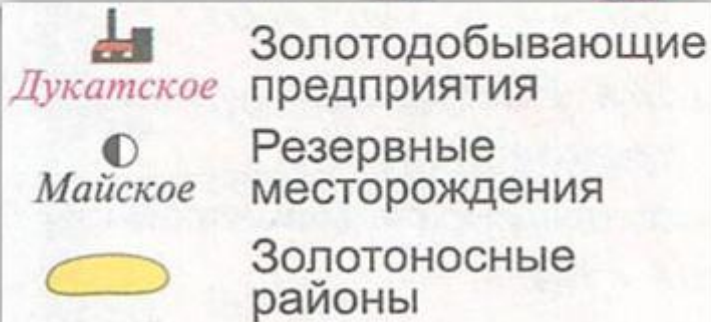 Золотодобывающие
Дукатское предприятия
Резервные
Майское месторождения
Золотоносные
районы